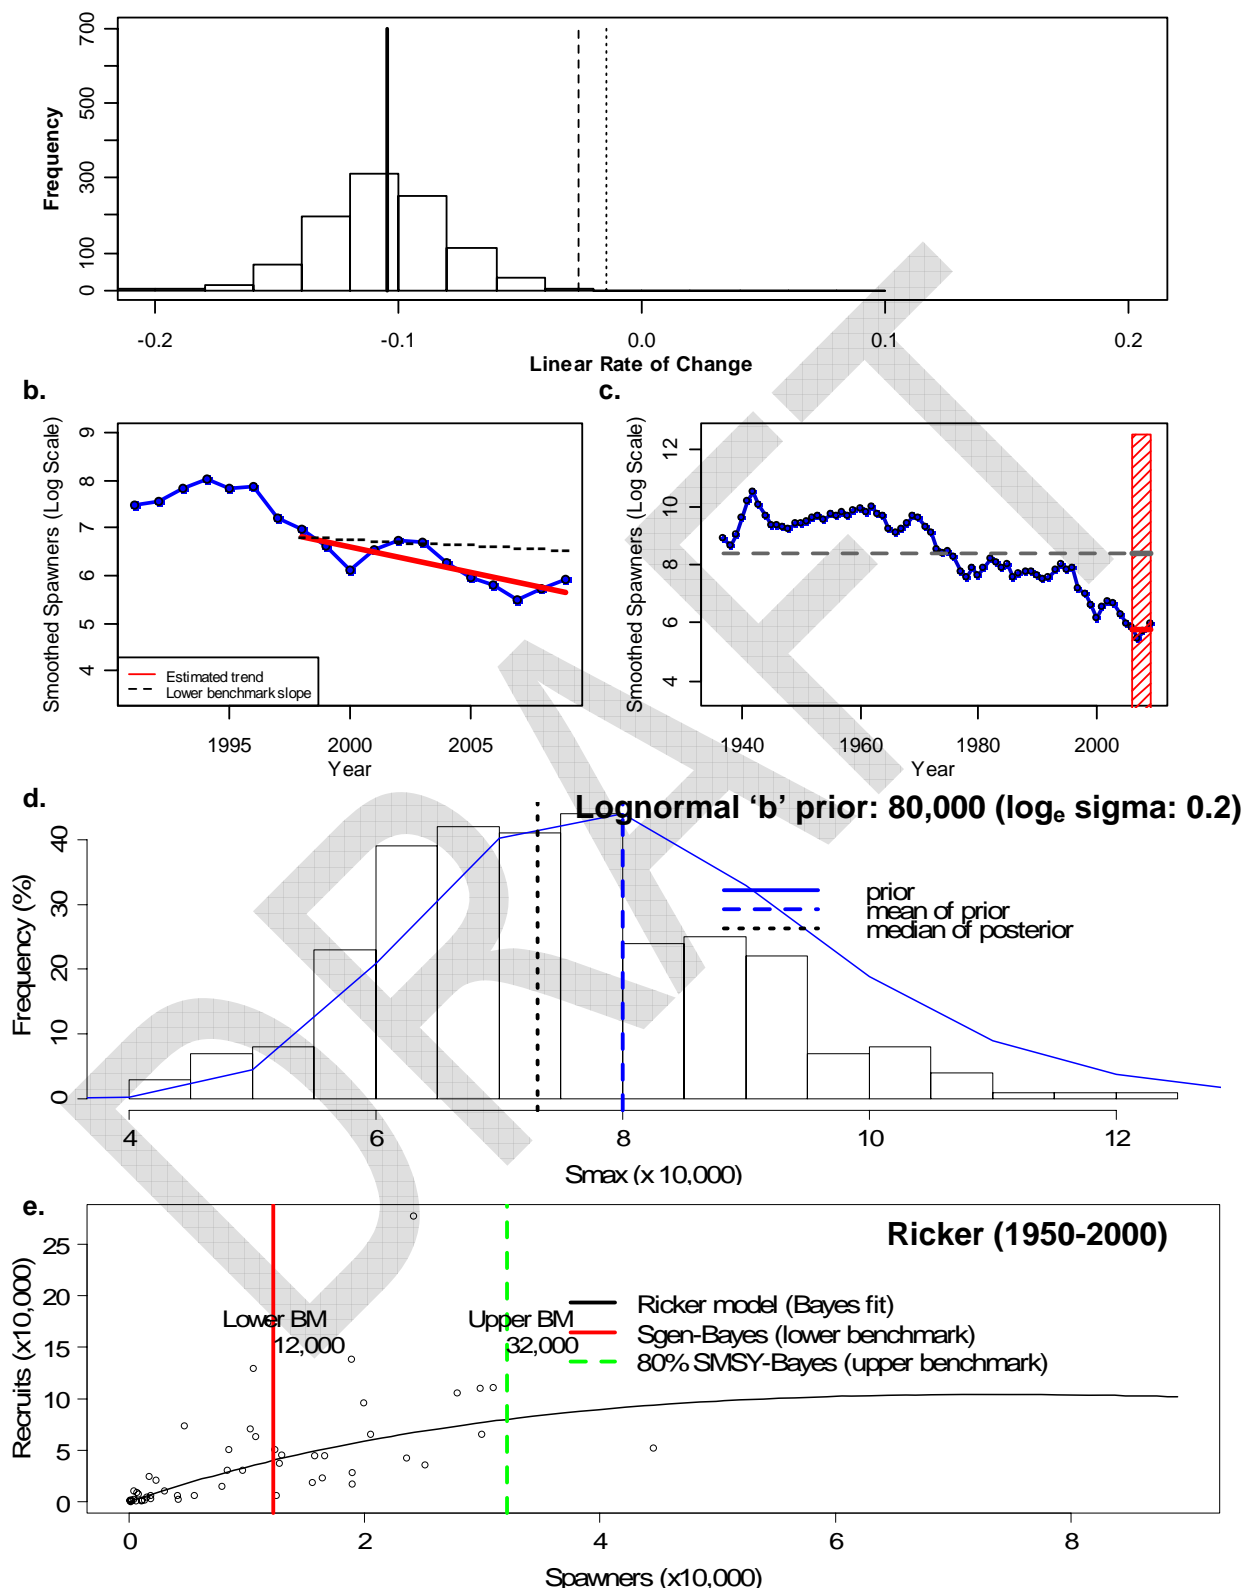 700
500
300
100
0
Frequency
-0.2 -0.1 0.0 0.1 0.2
Linear Rate of Change
b.
9
8
7
6
5
4
Smoothed Spawners (Log Scale)
Estimated trend
Lower benchmark slope
1995 2000 2005
Year
c.
12
10
8
6
4
Smoothed Spawners (Log Scale)
1940 1960 1980 2000
Year
d.
Lognormal ‘b’ prior: 80,000 (logₑ sigma: 0.2)
40
30
20
10
0
Frequency (%)
prior
mean of prior
median of posterior
4 6 8 10 12
Smax (x 10,000)
e.
Ricker (1950-2000)
25
20
15
10
5
0
Recruits (x10,000)
Lower BM
12,000
Upper BM
32,000
Ricker model (Bayes fit)
Sgen-Bayes (lower benchmark)
80% SMSY-Bayes (upper benchmark)
0 2 4 6 8
Spawners (x10,000)
DRAFT